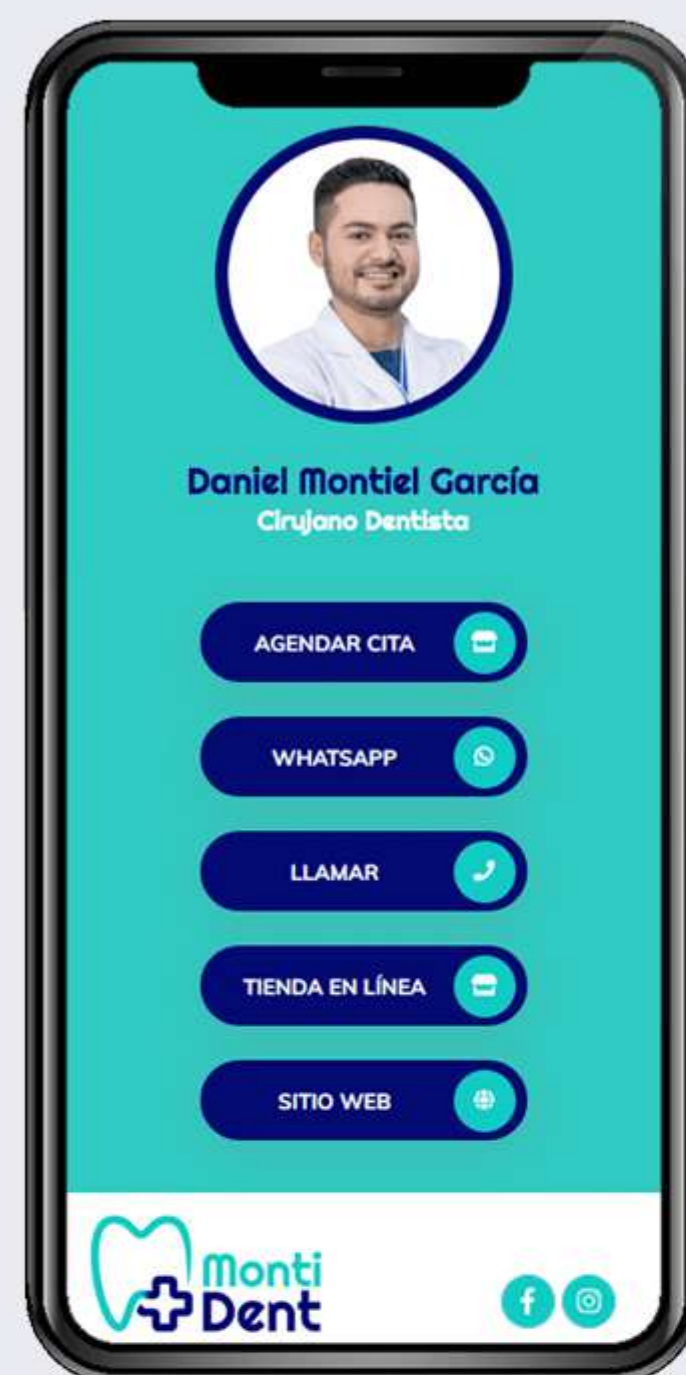 Daniel Montiel García
Cirujano Dentista
AGENDAR CITA
WHATSAPP
LLAMAR
TIENDA EN LÍNEA
SITIO WEB
Monti
Dent